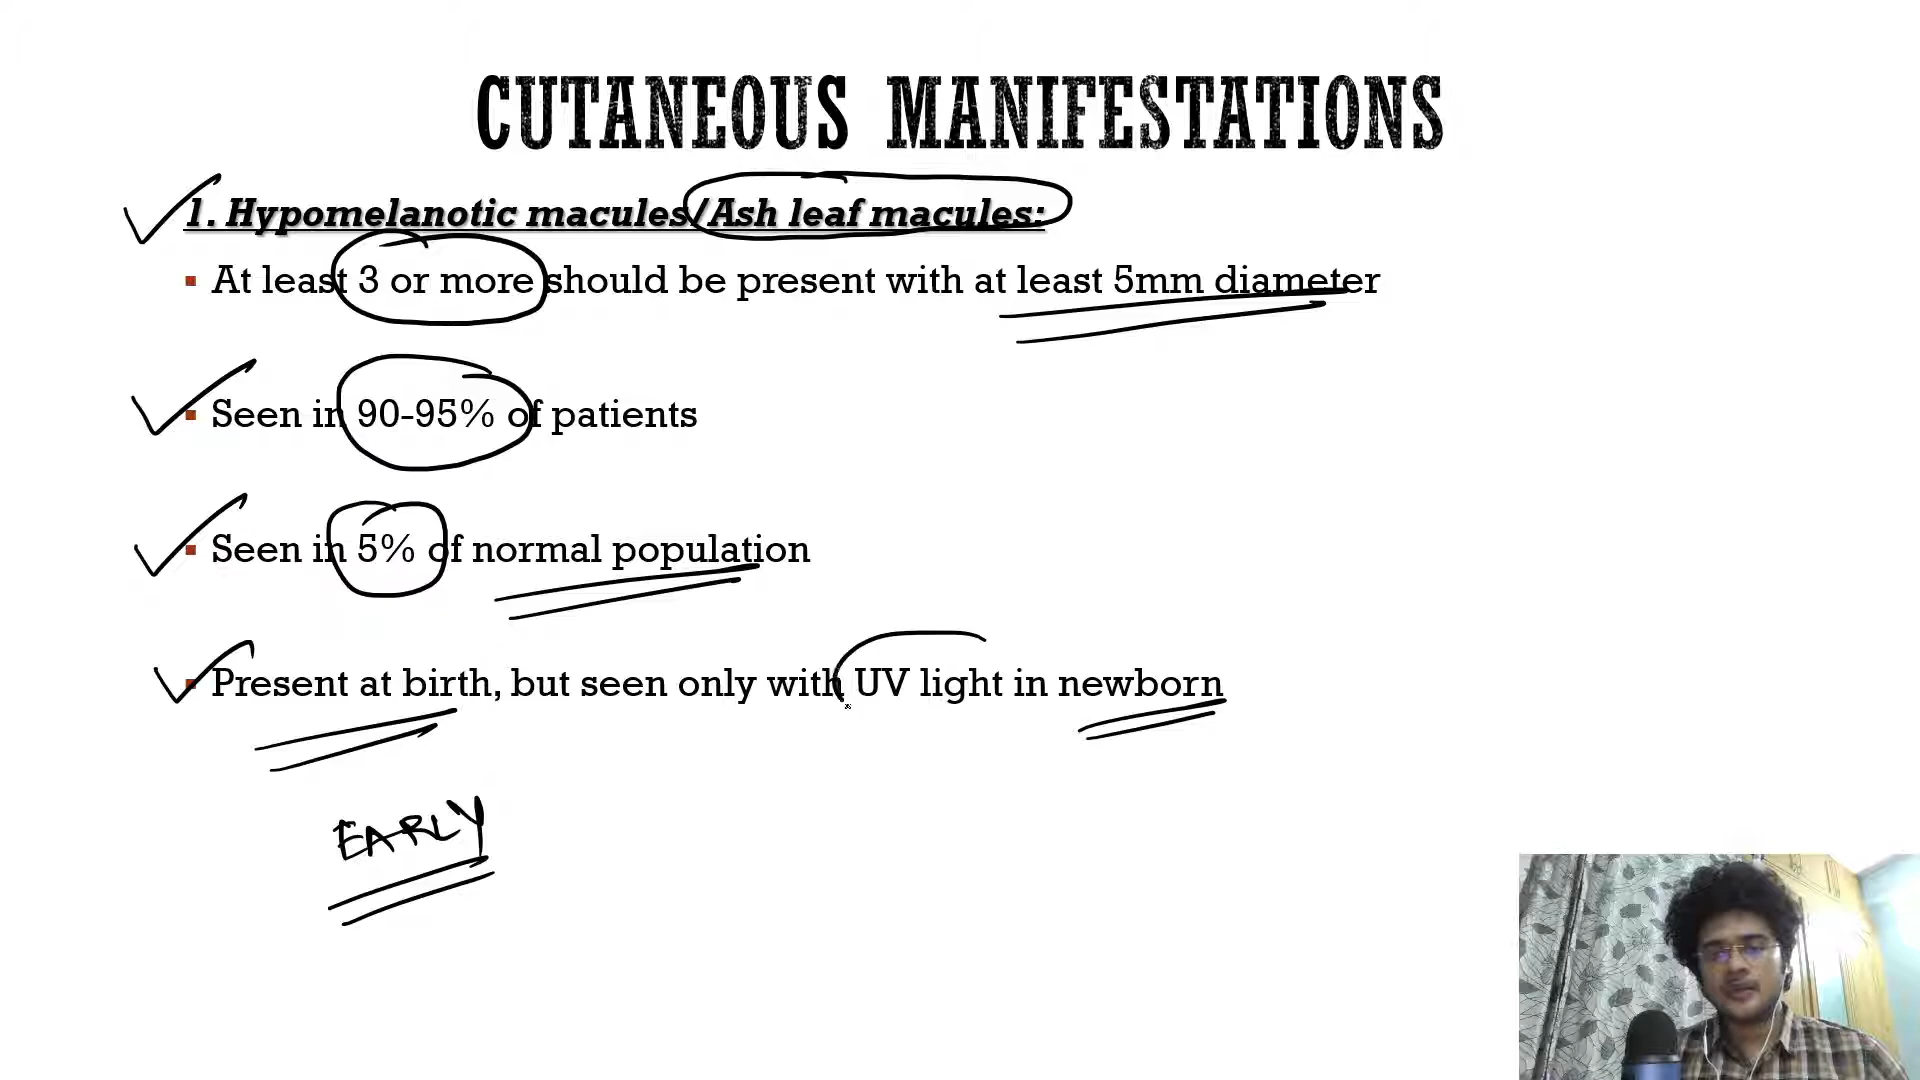 CUTANEOUS MANIFESTATIONS
1. Hypomelanotic macules/Ash leaf macules:
At least 3 or more should be present with at least 5mm diameter
Seen in 90-95% of patients
Seen in 5% of normal population
Present at birth, but seen only with UV light in newborn
EARLY